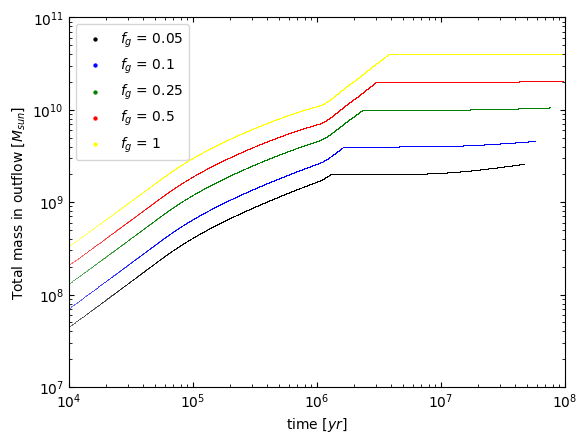 10^11
10^10
10^9
10^8
10^7
Total mass in outflow [M_sun]
f_g = 0.05
f_g = 0.1
f_g = 0.25
f_g = 0.5
f_g = 1
10^4 10^5 10^6 10^7 10^8
time [yr]